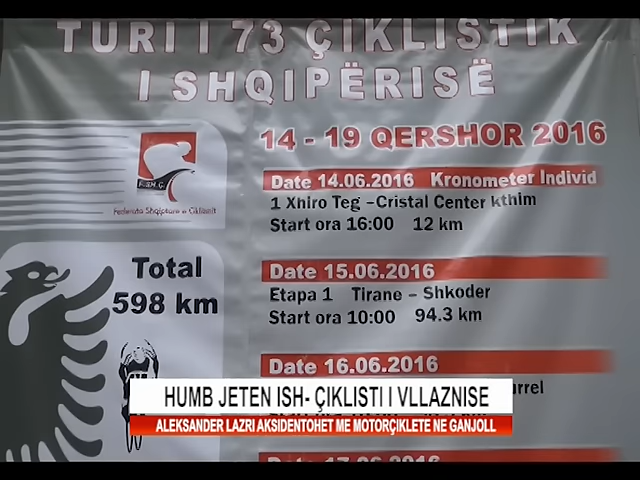 TURI I 73 ÇIKLISTIK
I SHQIPËRISË
14 - 19 QERSHOR 2016
Date 14.06.2016 Kronometer Individ
1 Xhiro Teg -Cristal Center kthim
Start ora 16:00 12 km
F.SH.Ç.
Federata Shqiptare e Çiklizmit
Total
598 km
Date 15.06.2016
Etapa 1 Tirane - Shkoder
Start ora 10:00 94.3 km
Date 16.06.2016
urrel
HUMB JETEN ISH- ÇIKLISTI I VLLAZNISE
ALEKSANDER LAZRI AKSIDENTOHET ME MOTORÇIKLETE NE GANJOLL